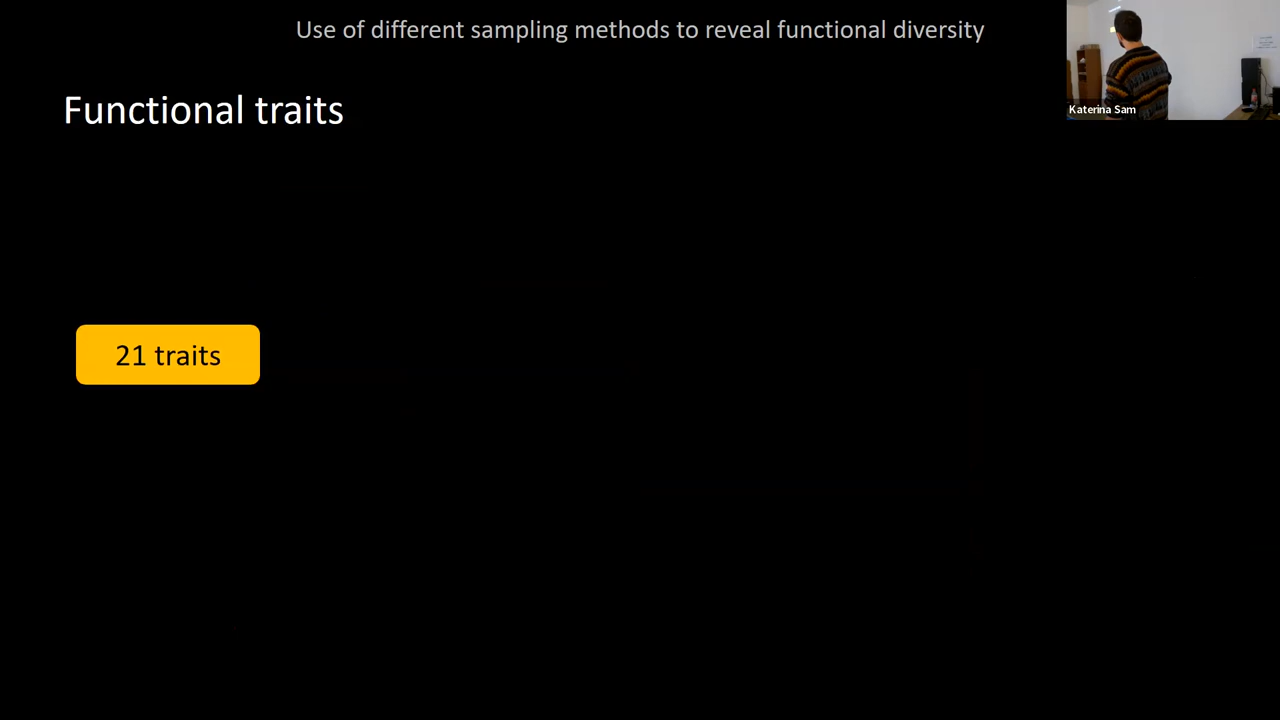 Use of different sampling methods to reveal functional diversity
Functional traits
Katerina Sam
21 traits